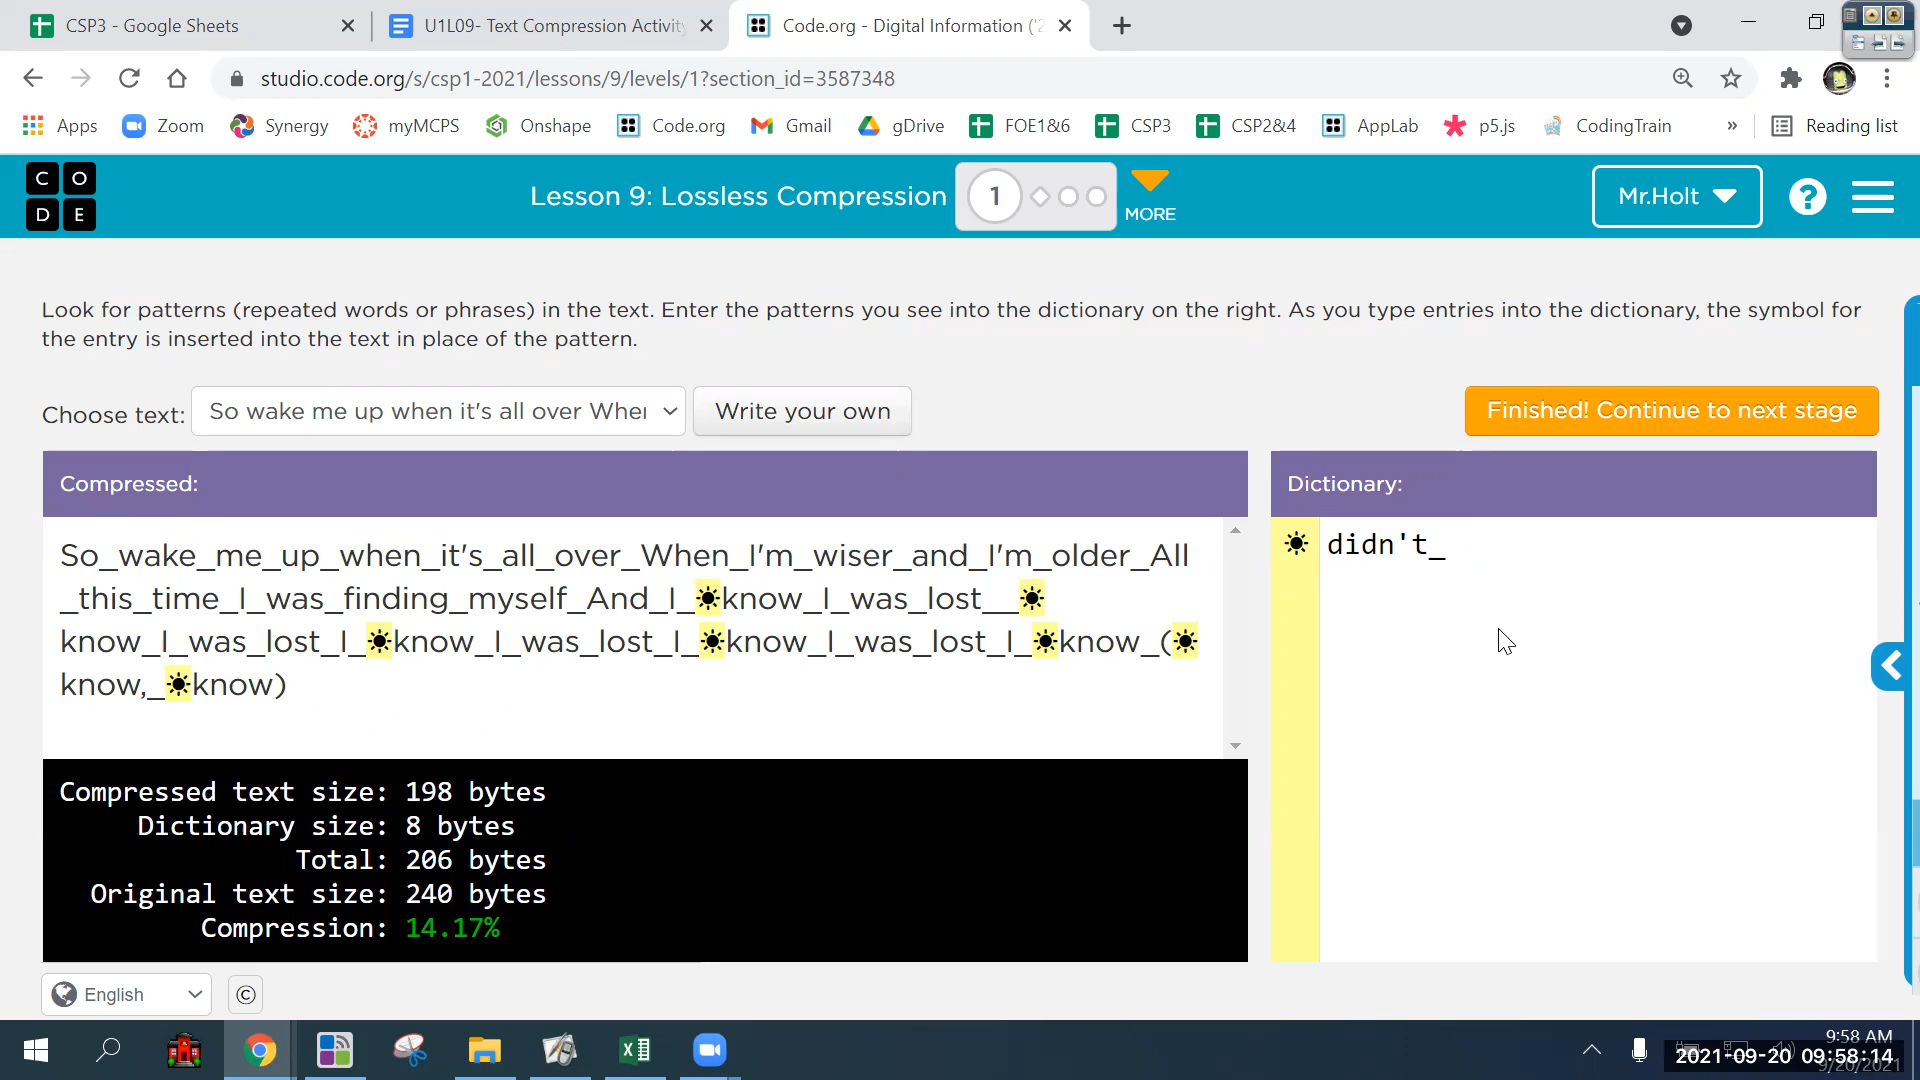 CSP3 - Google Sheets
U1L09- Text Compression Activity
Code.org - Digital Information ('2
studio.code.org/s/csp1-2021/lessons/9/levels/1?section_id=3587348
Apps Zoom Synergy myMCPS Onshape Code.org Gmail gDrive FOE1&6 CSP3 CSP2&4 AppLab p5.js CodingTrain » Reading list
C O
D E
Lesson 9: Lossless Compression
1
MORE
Mr.Holt
?
Look for patterns (repeated words or phrases) in the text. Enter the patterns you see into the dictionary on the right. As you type entries into the dictionary, the symbol for
the entry is inserted into the text in place of the pattern.
Choose text: So wake me up when it's all over When Write your own Finished! Continue to next stage
Compressed:
Dictionary:
So_wake_me_up_when_it's_all_over_When_I'm_wiser_and_I'm_older_All
_this_time_I_was_finding_myself_And_I_☀know_I_was_lost__☀
know_I_was_lost_I_☀know_I_was_lost_I_☀know_I_was_lost_I_☀know_(☀
know,_☀know)
☀ didn't_
Compressed text size: 198 bytes
Dictionary size: 8 bytes
Total: 206 bytes
Original text size: 240 bytes
Compression: 14.17%
English
©
9:58 AM
2021-09-20 09:58:14
9/20/2021